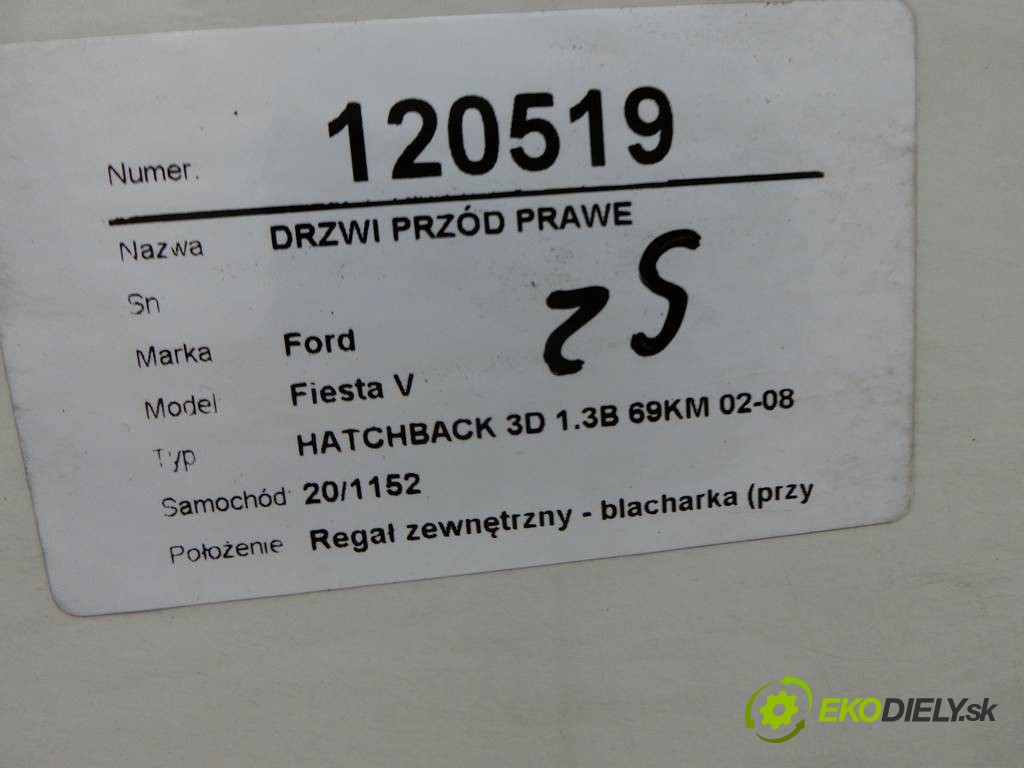 Numer. 120519
Nazwa DRZWI PRZÓD PRAWE
Sn
Marka Ford
Model Fiesta V
Typ HATCHBACK 3D 1.3B 69KM 02-08
Samochód 20/1152
Położenie Regał zewnętrzny - blacharka (przy
EKODIELY.sk